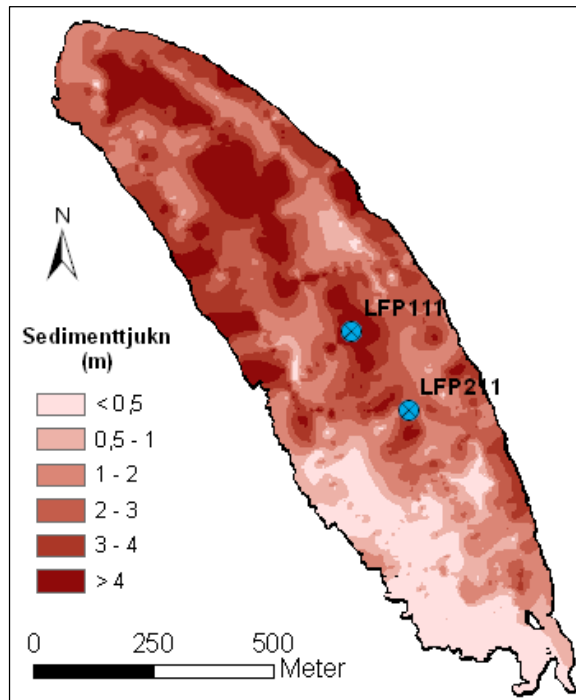 N
LFP111
LFP211
Sedimenttjukn
(m)
< 0,5
0,5 - 1
1 - 2
2 - 3
3 - 4
> 4
0 250 500
Meter